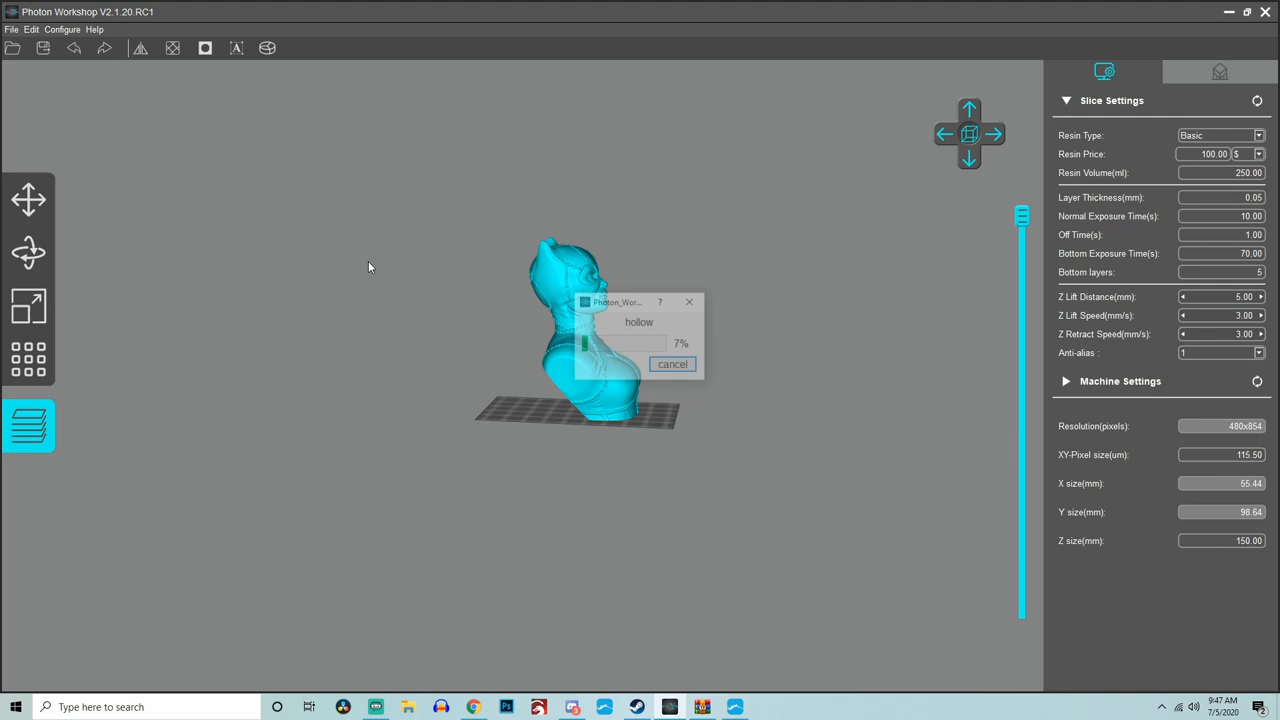 Photon Workshop V2.1.20.RC1
File Edit Configure Help
Slice Settings
Resin Type: Basic
Resin Price: 100.00 $
Resin Volume(ml): 250.00
Layer Thickness(mm): 0.05
Normal Exposure Time(s): 10.00
Off Time(s): 1.00
Bottom Exposure Time(s): 70.00
Bottom layers: 5
Z Lift Distance(mm): 5.00
Z Lift Speed(mm/s): 3.00
Z Retract Speed(mm/s): 3.00
Anti-alias : 1
Machine Settings
Resolution(pixels): 480x854
XY-Pixel size(um): 115.50
X size(mm): 55.44
Y size(mm): 98.64
Z size(mm): 150.00
Photon_Wor... ?
hollow
7%
cancel
Type here to search
9:47 AM
7/5/2020
2